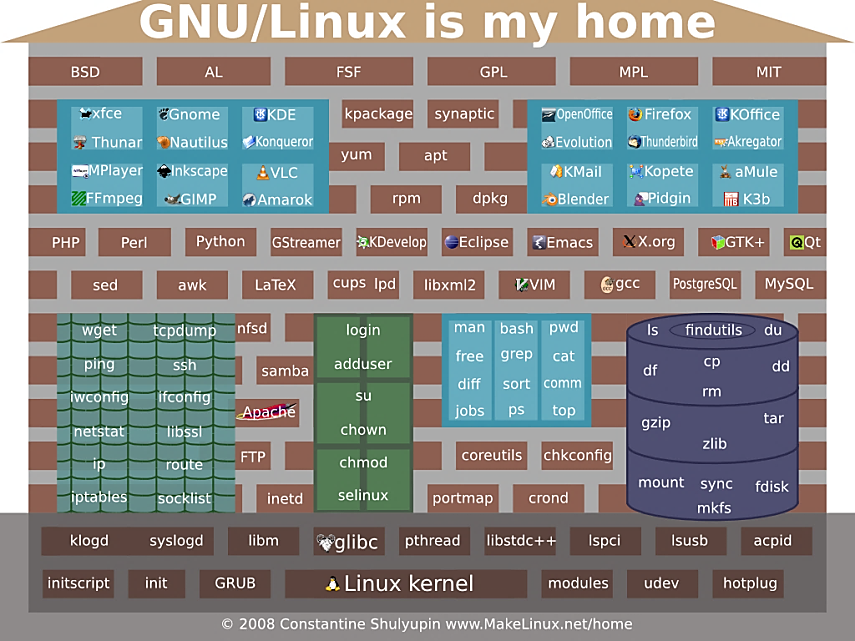 GNU/Linux is my home
BSD AL FSF GPL MPL MIT
xfce Gnome KDE kpackage synaptic OpenOffice Firefox KOffice
Thunar Nautilus Konqueror yum apt Evolution Thunderbird Akregator
MPlayer Inkscape VLC KMail Kopete aMule
FFmpeg GIMP Amarok rpm dpkg Blender Pidgin K3b
PHP Perl Python GStreamer KDevelop Eclipse Emacs X.org GTK+ Qt
sed awk LaTeX cups lpd libxml2 VIM gcc PostgreSQL MySQL
wget tcpdump nfsd login man bash pwd ls findutils du
ping ssh samba adduser free grep cat df cp dd
iwconfig ifconfig su diff sort comm rm
netstat libssl Apache chown jobs ps top gzip tar
ip route FTP chmod coreutils chkconfig zlib
iptables socklist inetd selinux portmap crond mount sync fdisk
mkfs
klogd syslogd libm glibc pthread libstdc++ lspci lsusb acpid
initscript init GRUB Linux kernel modules udev hotplug
© 2008 Constantine Shulyupin www.MakeLinux.net/home